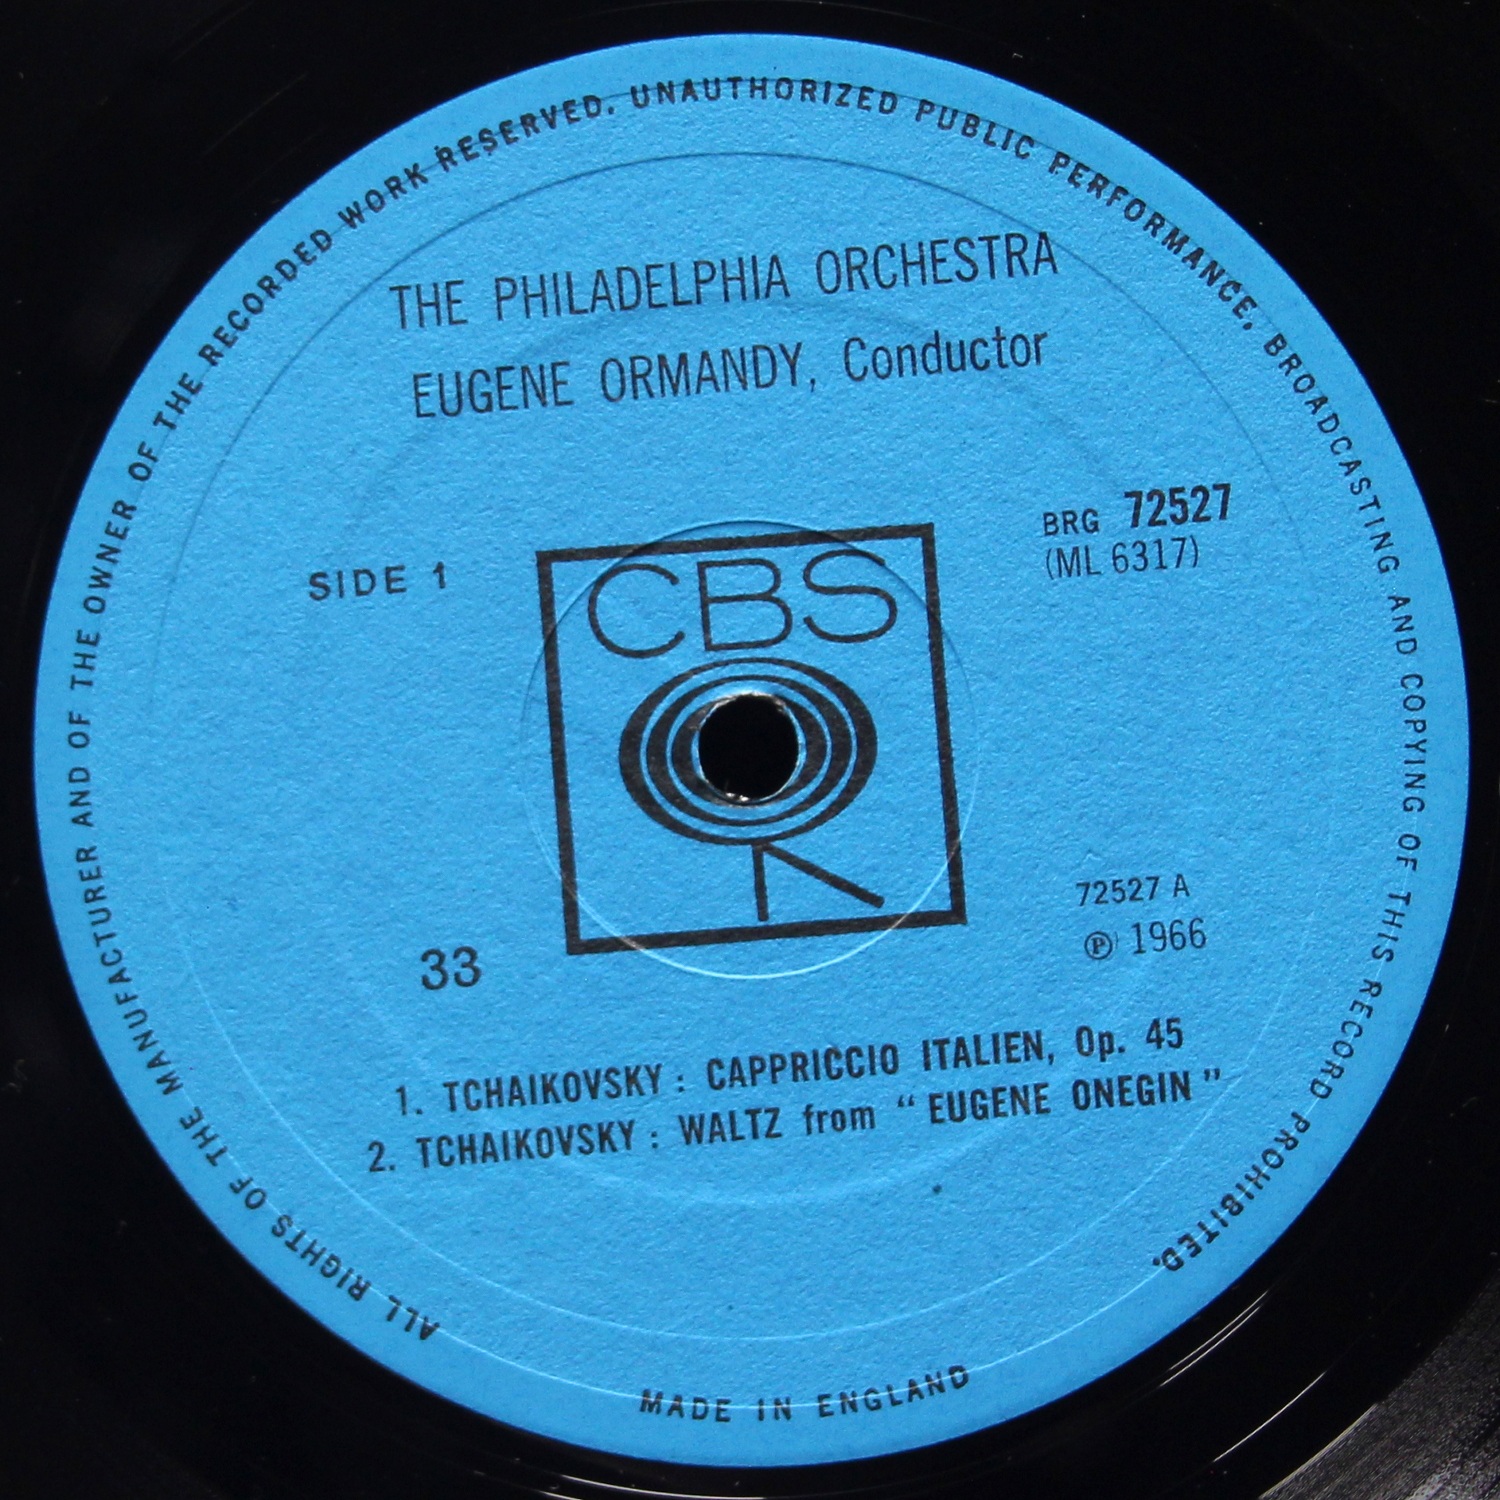 ALL RIGHTS OF THE MANUFACTURER AND OF THE OWNER OF THE RECORDED WORK RESERVED. UNAUTHORIZED PUBLIC PERFORMANCE, BROADCASTING AND COPYING OF THIS RECORD PROHIBITED.
THE PHILADELPHIA ORCHESTRA
EUGENE ORMANDY, Conductor
BRG 72527
(ML 6317)
SIDE 1
CBS
72527 A
℗ 1966
33
1. TCHAIKOVSKY : CAPPRICCIO ITALIEN, Op. 45
2. TCHAIKOVSKY : WALTZ from “EUGENE ONEGIN”
MADE IN ENGLAND